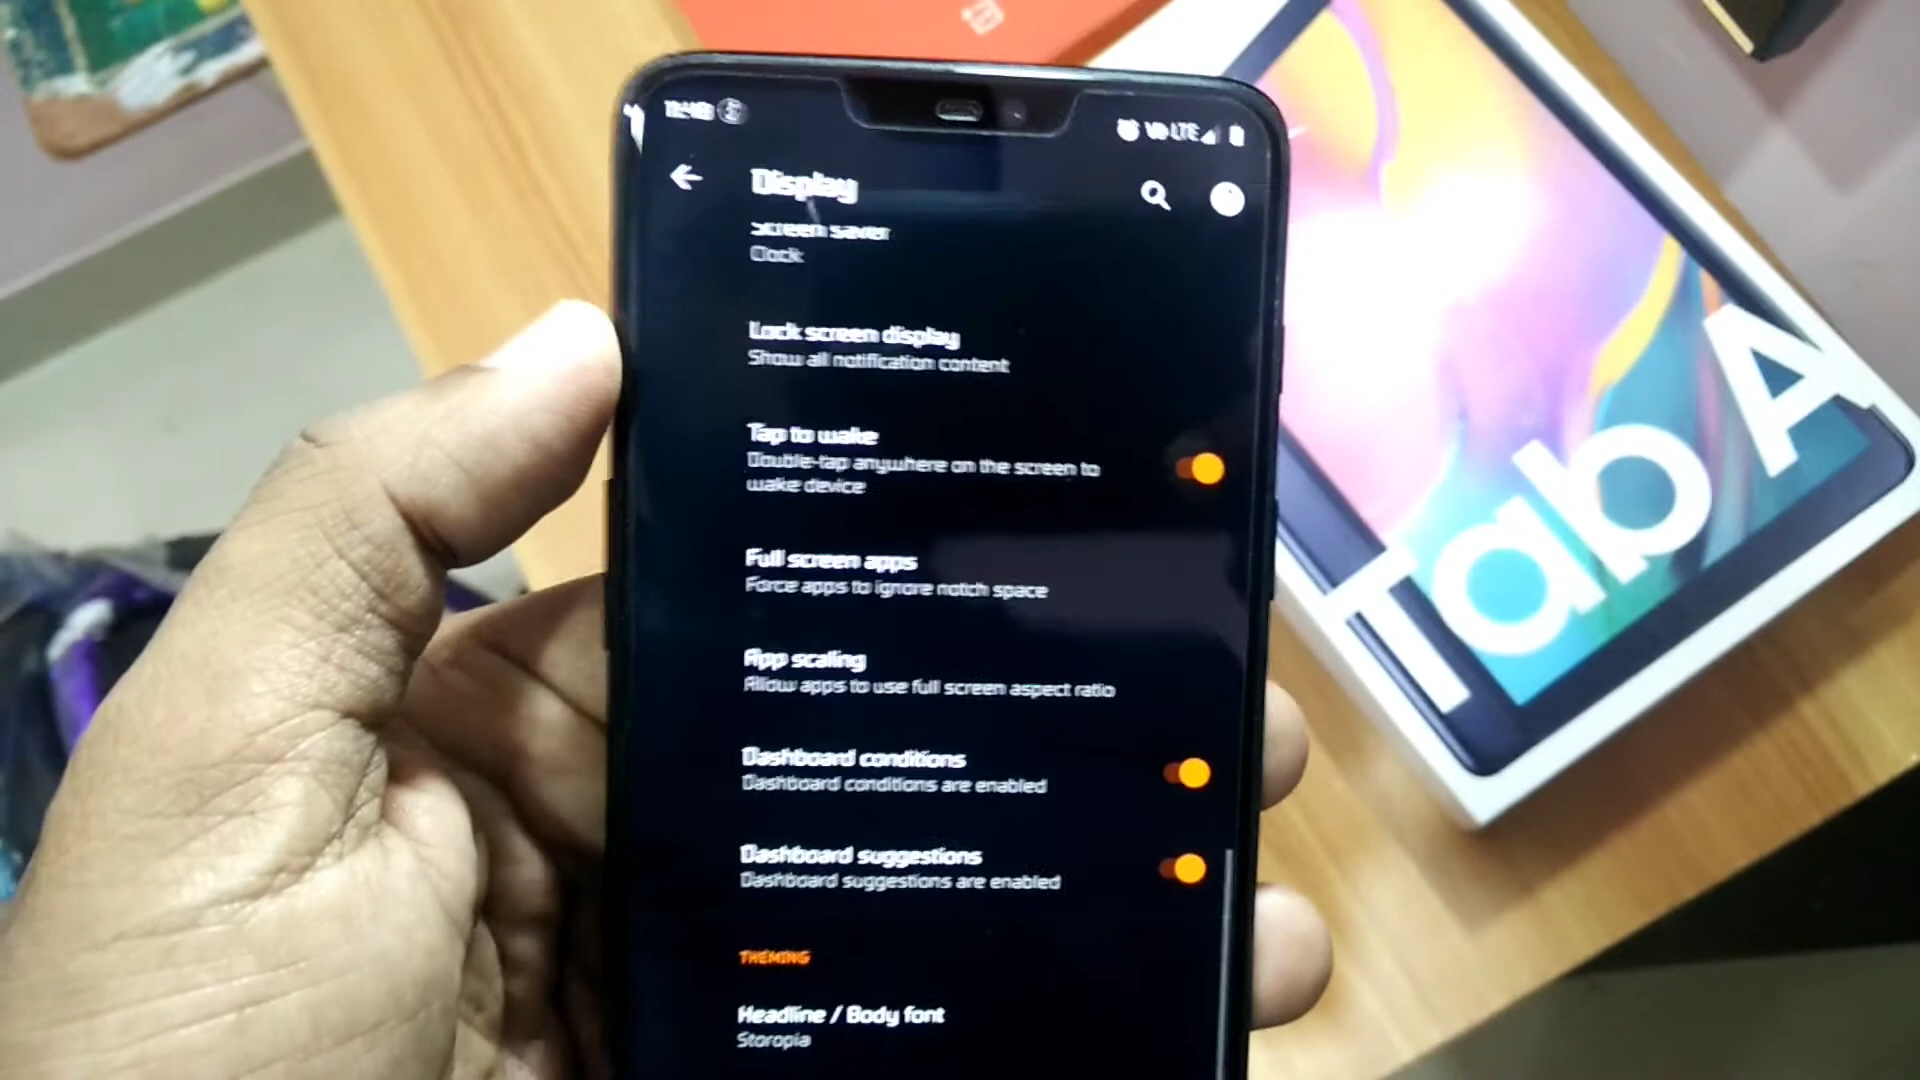 Vo LTE
Display
Screen saver
Clock
Lock screen display
Show all notification content
Tap to wake
Double-tap anywhere on the screen to
wake device
Full screen apps
Force apps to ignore notch space
App scaling
Allow apps to use full screen aspect ratio
Dashboard conditions
Dashboard conditions are enabled
Dashboard suggestions
Dashboard suggestions are enabled
THEMING
Headline / Body font
Storopia
Tab A